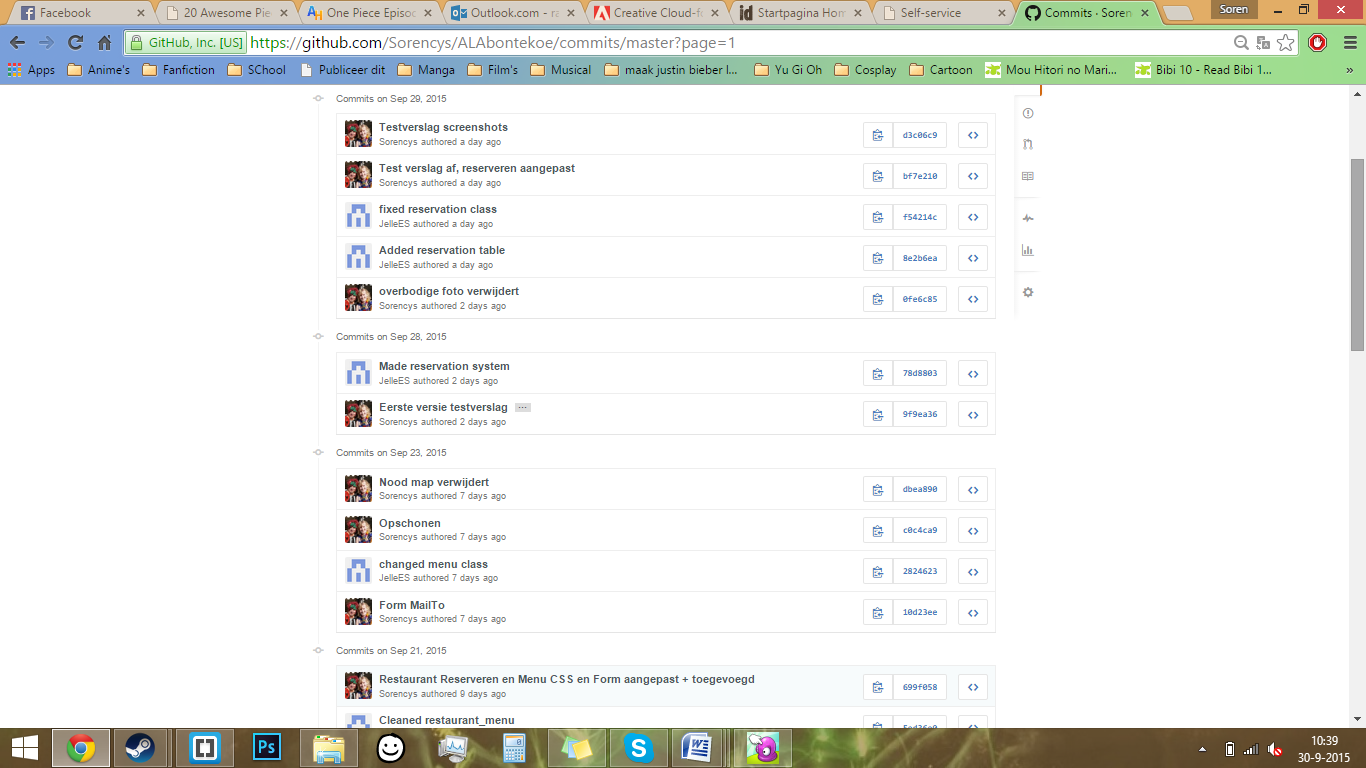 Facebook
20 Awesome Pie
One Piece Episod
Outlook.com - ra
Creative Cloud-fo
id Startpagina Hom
Self-service
Commits · Soren
Soren
GitHub, Inc. [US] https://github.com/Sorencys/ALAbontekoe/commits/master?page=1
Apps Anime's Fanfiction SChool Publiceer dit Manga Film's Musical maak justin bieber l... Yu Gi Oh Cosplay Cartoon Mou Hitori no Mari... Bibi 10 - Read Bibi 1... »
Commits on Sep 29, 2015
Testverslag screenshots
Sorencys authored a day ago
d3c06c9
Test verslag af, reserveren aangepast
Sorencys authored a day ago
bf7e210
fixed reservation class
JelleES authored a day ago
f54214c
Added reservation table
JelleES authored a day ago
8e2b6ea
overbodige foto verwijdert
Sorencys authored 2 days ago
0fe6c85
Commits on Sep 28, 2015
Made reservation system
JelleES authored 2 days ago
78d8803
Eerste versie testverslag ...
Sorencys authored 2 days ago
9f9ea36
Commits on Sep 23, 2015
Nood map verwijdert
Sorencys authored 7 days ago
dbea890
Opschonen
Sorencys authored 7 days ago
c0c4ca9
changed menu class
JelleES authored 7 days ago
2824623
Form MailTo
Sorencys authored 7 days ago
10d23ee
Commits on Sep 21, 2015
Restaurant Reserveren en Menu CSS en Form aangepast + toegevoegd
Sorencys authored 9 days ago
699f058
Cleaned restaurant_menu
Ps
10:39
30-9-2015